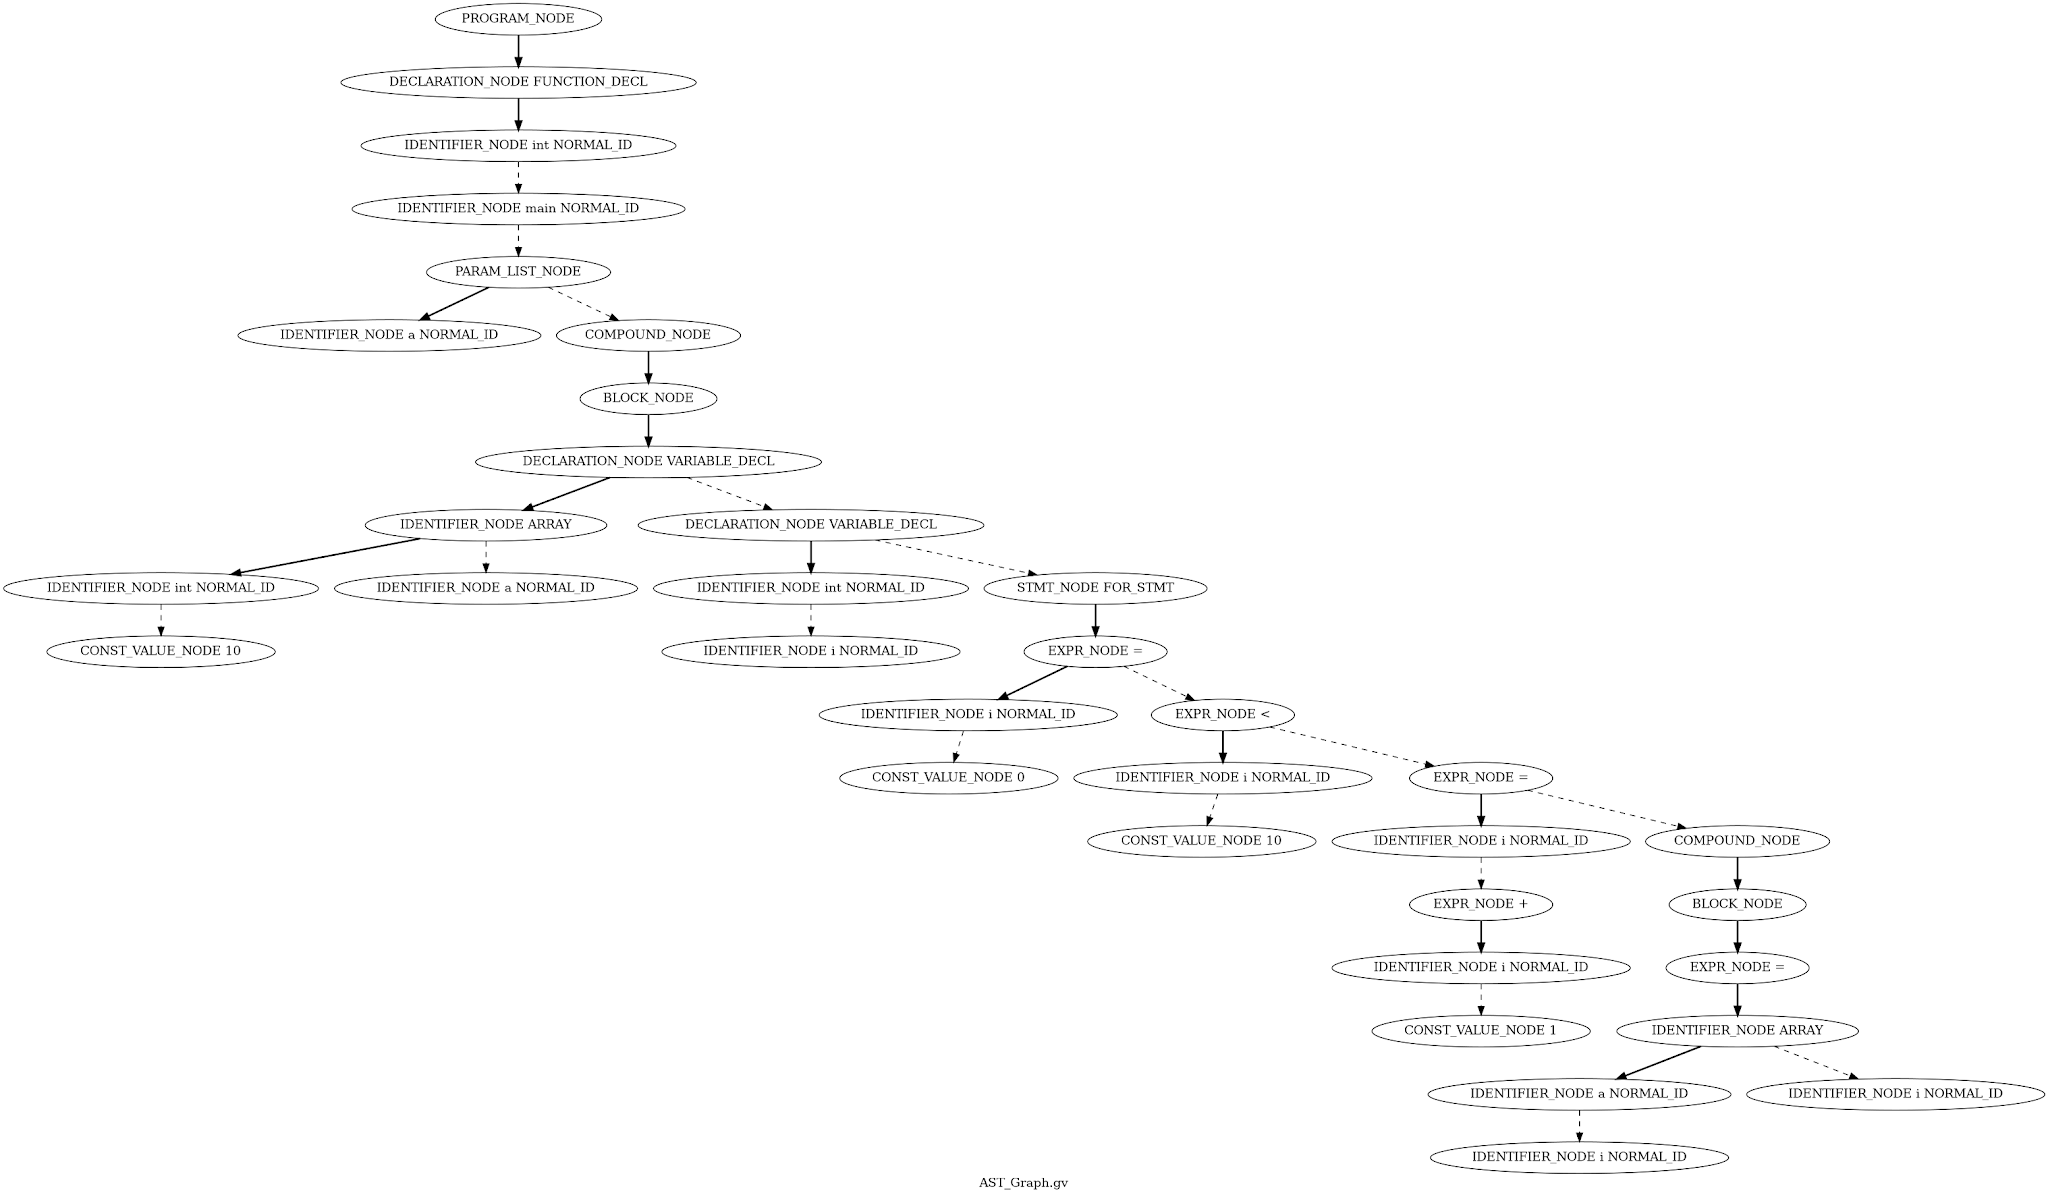 PROGRAM_NODE
DECLARATION_NODE FUNCTION_DECL
IDENTIFIER_NODE int NORMAL_ID
IDENTIFIER_NODE main NORMAL_ID
PARAM_LIST_NODE
IDENTIFIER_NODE a NORMAL_ID
COMPOUND_NODE
BLOCK_NODE
DECLARATION_NODE VARIABLE_DECL
IDENTIFIER_NODE ARRAY
DECLARATION_NODE VARIABLE_DECL
IDENTIFIER_NODE int NORMAL_ID
IDENTIFIER_NODE a NORMAL_ID
IDENTIFIER_NODE int NORMAL_ID
STMT_NODE FOR_STMT
CONST_VALUE_NODE 10
IDENTIFIER_NODE i NORMAL_ID
EXPR_NODE =
IDENTIFIER_NODE i NORMAL_ID
EXPR_NODE <
CONST_VALUE_NODE 0
IDENTIFIER_NODE i NORMAL_ID
EXPR_NODE =
CONST_VALUE_NODE 10
IDENTIFIER_NODE i NORMAL_ID
COMPOUND_NODE
EXPR_NODE +
BLOCK_NODE
IDENTIFIER_NODE i NORMAL_ID
EXPR_NODE =
CONST_VALUE_NODE 1
IDENTIFIER_NODE ARRAY
IDENTIFIER_NODE a NORMAL_ID
IDENTIFIER_NODE i NORMAL_ID
IDENTIFIER_NODE i NORMAL_ID
AST_Graph.gv